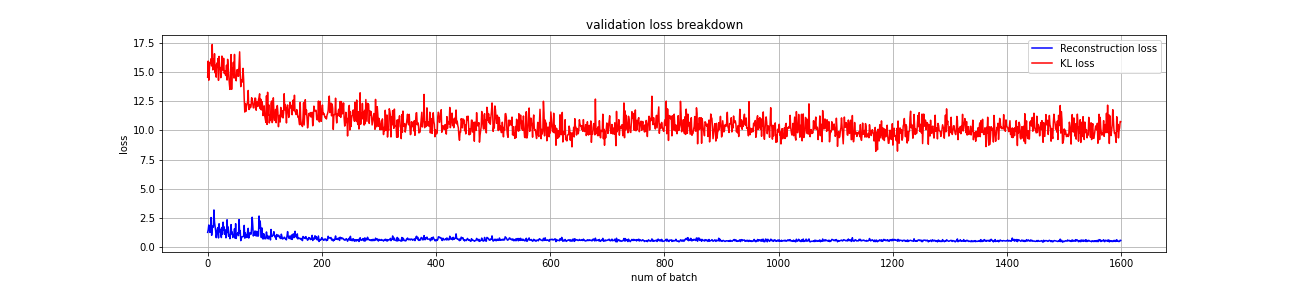 validation loss breakdown
Reconstruction loss
KL loss
17.5
15.0
12.5
10.0
7.5
5.0
2.5
0.0
loss
0 200 400 600 800 1000 1200 1400 1600
num of batch